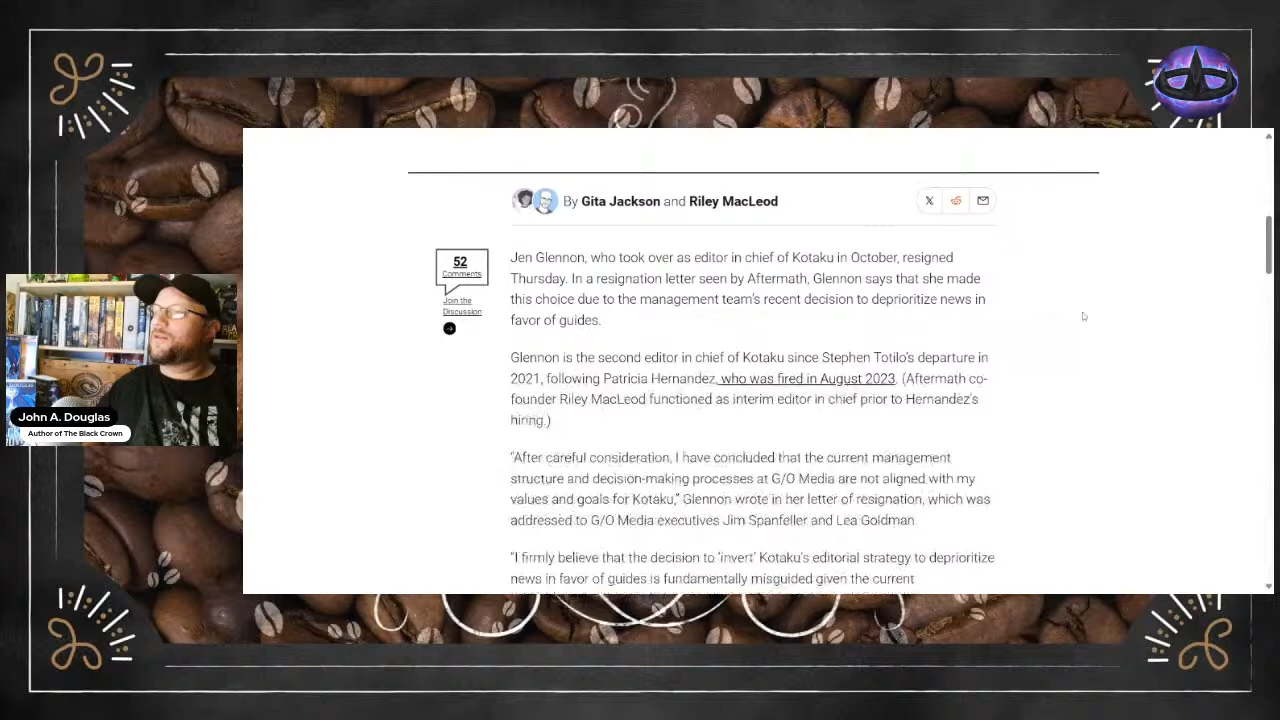 By Gita Jackson and Riley MacLeod
52
Comments
Join the
Discussion
Jen Glennon, who took over as editor in chief of Kotaku in October, resigned
Thursday. In a resignation letter seen by Aftermath, Glennon says that she made
this choice due to the management team's recent decision to deprioritize news in
favor of guides.
Glennon is the second editor in chief of Kotaku since Stephen Totilo's departure in
2021, following Patricia Hernandez, who was fired in August 2023. (Aftermath co-
founder Riley MacLeod functioned as interim editor in chief prior to Hernandez's
hiring.)
"After careful consideration, I have concluded that the current management
structure and decision-making processes at G/O Media are not aligned with my
values and goals for Kotaku," Glennon wrote in her letter of resignation, which was
addressed to G/O Media executives Jim Spanfeller and Lea Goldman.
"I firmly believe that the decision to 'invert' Kotaku's editorial strategy to deprioritize
news in favor of guides is fundamentally misguided given the current
John A. Douglas
Author of The Black Crown